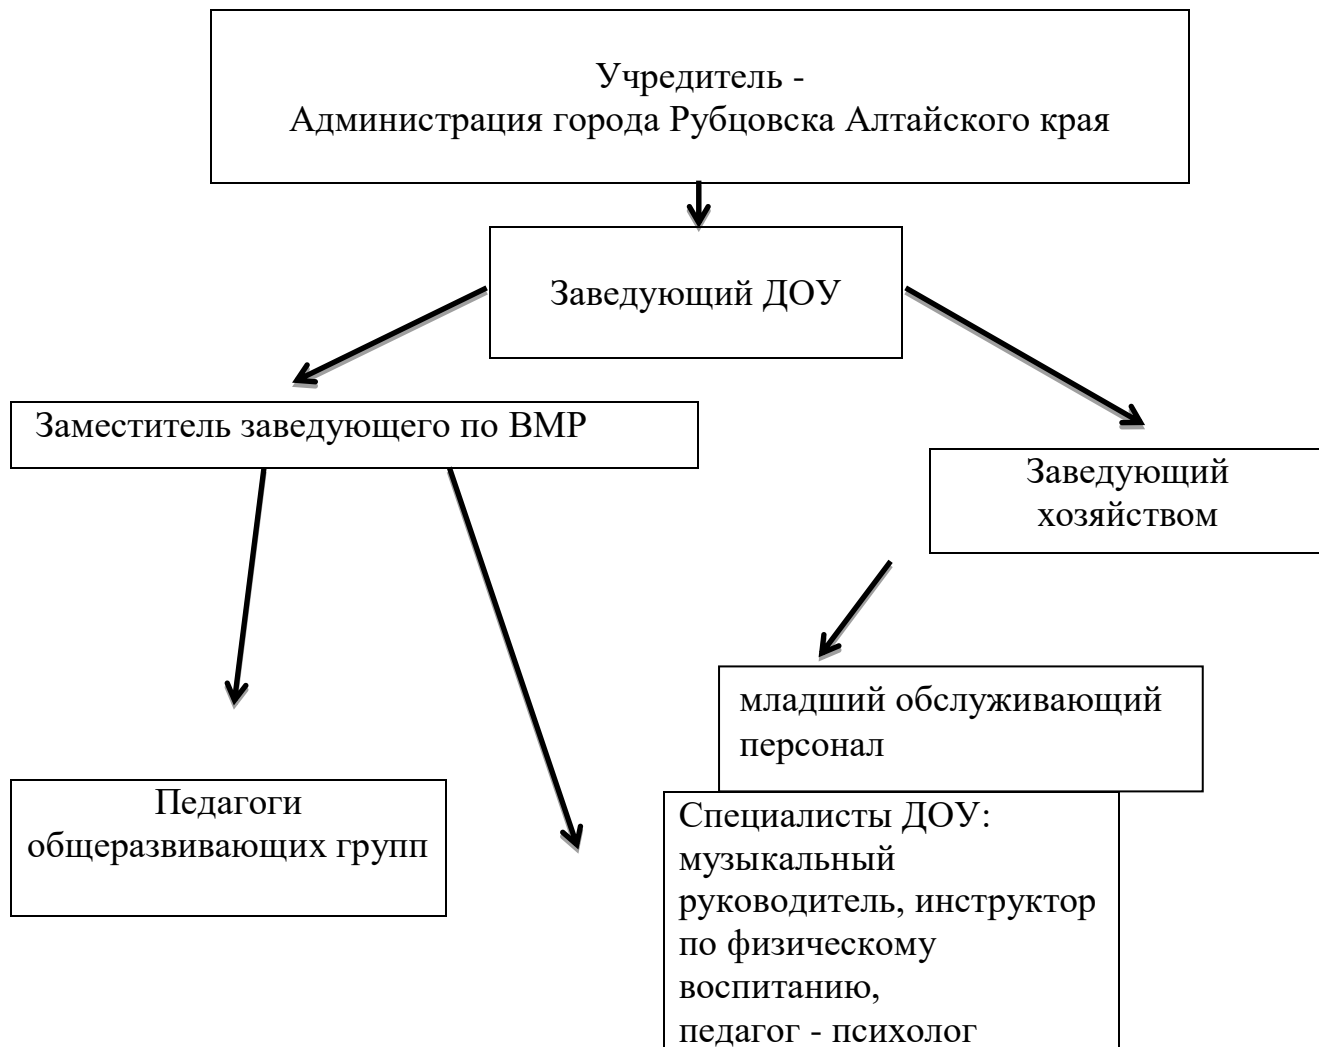 Учредитель -
Администрация города Рубцовска Алтайского края
Заведующий ДОУ
Заместитель заведующего по ВМР
Заведующий
хозяйством
младший обслуживающий
персонал
Педагоги
общеразвивающих групп
Специалисты ДОУ:
музыкальный
руководитель, инструктор
по физическому
воспитанию,
педагог - психолог